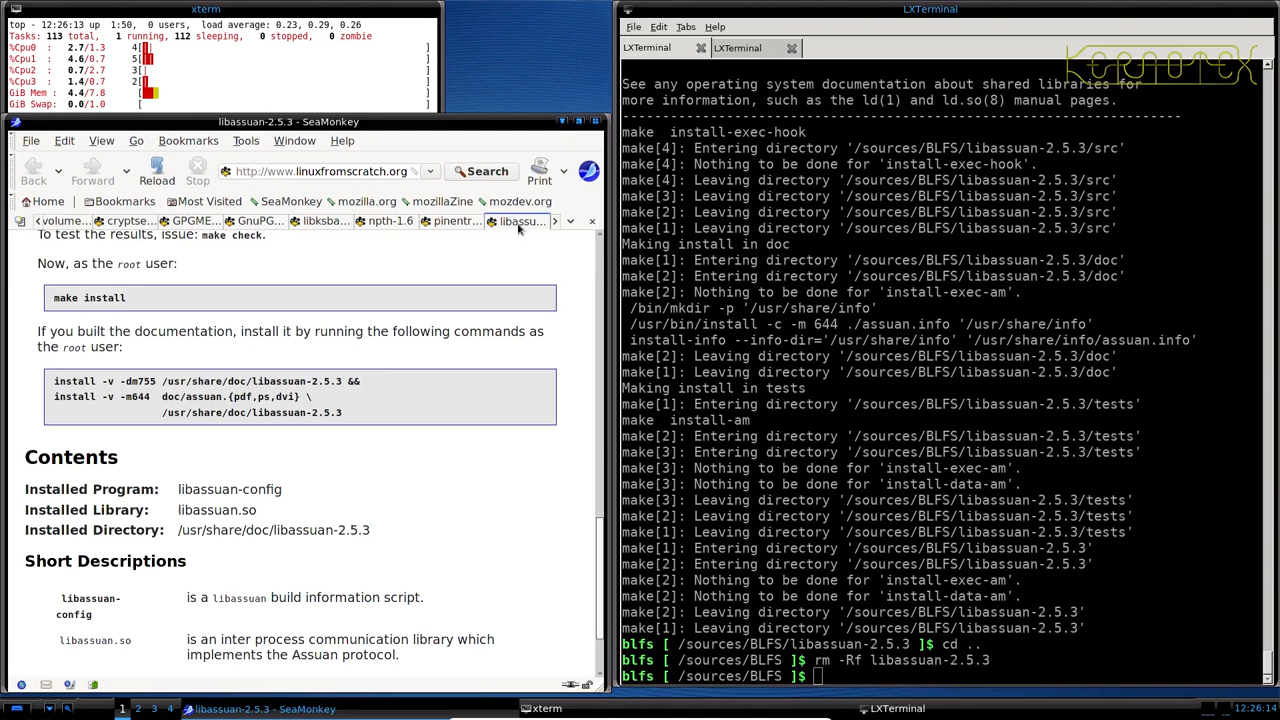 xterm
top - 12:26:13 up  1:50,  0 users,  load average: 0.23, 0.29, 0.26
Tasks: 113 total,   1 running, 112 sleeping,   0 stopped,   0 zombie
%Cpu0  :   2.7/1.3     4[||                                        ]
%Cpu1  :   4.6/0.7     5[|||                                       ]
%Cpu2  :   0.7/2.7     3[|                                         ]
%Cpu3  :   1.4/0.7     2[||                                        ]
GiB Mem :  4.4/7.8      [                                          ]
GiB Swap:  0.0/1.0      [                                          ]
libassuan-2.5.3 - SeaMonkey
File Edit View Go Bookmarks Tools Window Help
Back Forward Reload Stop http://www.linuxfromscratch.org Search Print
Home Bookmarks Most Visited SeaMonkey mozilla.org mozillaZine mozdev.org
volume... cryptse... GPGME... GnuPG... libksba... npth-1.6 pinentr... libassu...
To test the results, issue: make check.
Now, as the root user:
make install
If you built the documentation, install it by running the following commands as
the root user:
install -v -dm755 /usr/share/doc/libassuan-2.5.3 &&
install -v -m644  doc/assuan.{pdf,ps,dvi} \
                  /usr/share/doc/libassuan-2.5.3
Contents
Installed Program: libassuan-config
Installed Library: libassuan.so
Installed Directory: /usr/share/doc/libassuan-2.5.3
Short Descriptions
libassuan-
config
is a libassuan build information script.
libassuan.so
is an inter process communication library which
implements the Assuan protocol.
LXTerminal
File Edit Tabs Help
LXTerminal LXTerminal
KERNOTEX
See any operating system documentation about shared libraries for
more information, such as the ld(1) and ld.so(8) manual pages.
----------------------------------------------------------------------
make  install-exec-hook
make[4]: Entering directory '/sources/BLFS/libassuan-2.5.3/src'
make[4]: Nothing to be done for 'install-exec-hook'.
make[4]: Leaving directory '/sources/BLFS/libassuan-2.5.3/src'
make[3]: Leaving directory '/sources/BLFS/libassuan-2.5.3/src'
make[2]: Leaving directory '/sources/BLFS/libassuan-2.5.3/src'
make[1]: Leaving directory '/sources/BLFS/libassuan-2.5.3/src'
Making install in doc
make[1]: Entering directory '/sources/BLFS/libassuan-2.5.3/doc'
make[2]: Entering directory '/sources/BLFS/libassuan-2.5.3/doc'
make[2]: Nothing to be done for 'install-exec-am'.
 /bin/mkdir -p '/usr/share/info'
 /usr/bin/install -c -m 644 ./assuan.info '/usr/share/info'
 install-info --info-dir='/usr/share/info' '/usr/share/info/assuan.info'
make[2]: Leaving directory '/sources/BLFS/libassuan-2.5.3/doc'
make[1]: Leaving directory '/sources/BLFS/libassuan-2.5.3/doc'
Making install in tests
make[1]: Entering directory '/sources/BLFS/libassuan-2.5.3/tests'
make  install-am
make[2]: Entering directory '/sources/BLFS/libassuan-2.5.3/tests'
make[3]: Entering directory '/sources/BLFS/libassuan-2.5.3/tests'
make[3]: Nothing to be done for 'install-exec-am'.
make[3]: Nothing to be done for 'install-data-am'.
make[3]: Leaving directory '/sources/BLFS/libassuan-2.5.3/tests'
make[2]: Leaving directory '/sources/BLFS/libassuan-2.5.3/tests'
make[1]: Leaving directory '/sources/BLFS/libassuan-2.5.3/tests'
make[1]: Entering directory '/sources/BLFS/libassuan-2.5.3'
make[2]: Entering directory '/sources/BLFS/libassuan-2.5.3'
make[2]: Nothing to be done for 'install-exec-am'.
make[2]: Nothing to be done for 'install-data-am'.
make[2]: Leaving directory '/sources/BLFS/libassuan-2.5.3'
make[1]: Leaving directory '/sources/BLFS/libassuan-2.5.3'
blfs [ /sources/BLFS/libassuan-2.5.3 ]$ cd ..
blfs [ /sources/BLFS ]$ rm -Rf libassuan-2.5.3
blfs [ /sources/BLFS ]$
1 2 3 4 libassuan-2.5.3 - SeaMonkey xterm LXTerminal 12:26:14